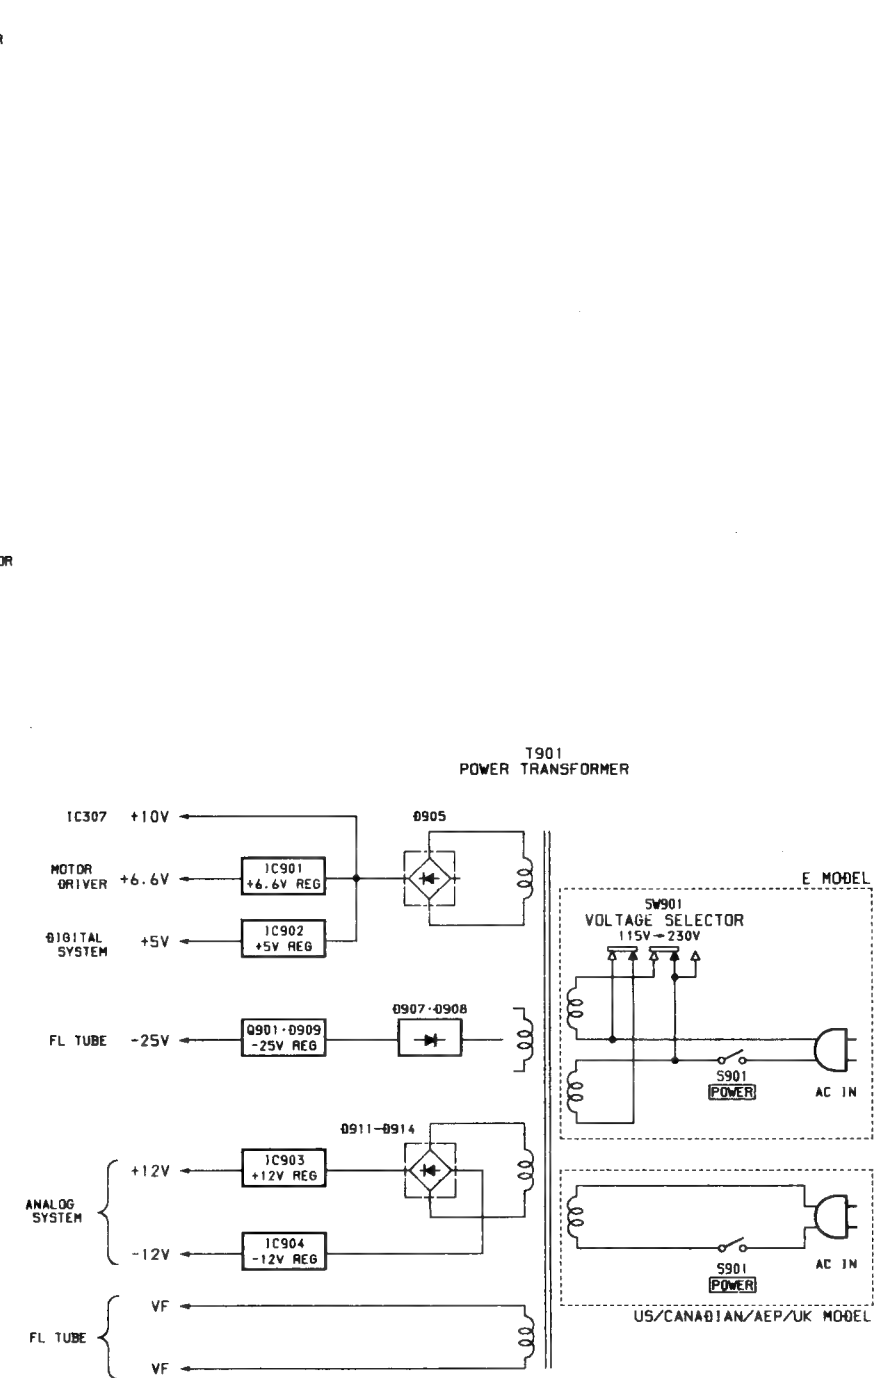 R
OR
T901
POWER TRANSFORMER
IC307 +10V
D905
MOTOR
DRIVER +6.6V
IC901
+6.6V REG
E MODEL
SW901
VOLTAGE SELECTOR
115V↔230V
DIGITAL
SYSTEM +5V
IC902
+5V REG
D907·D908
FL TUBE -25V
Q901·D909
-25V REG
S901
POWER
AC IN
D911-D914
+12V
IC903
+12V REG
ANALOG
SYSTEM
-12V
IC904
-12V REG
S901
POWER
AC IN
VF
US/CANADIAN/AEP/UK MODEL
FL TUBE
VF